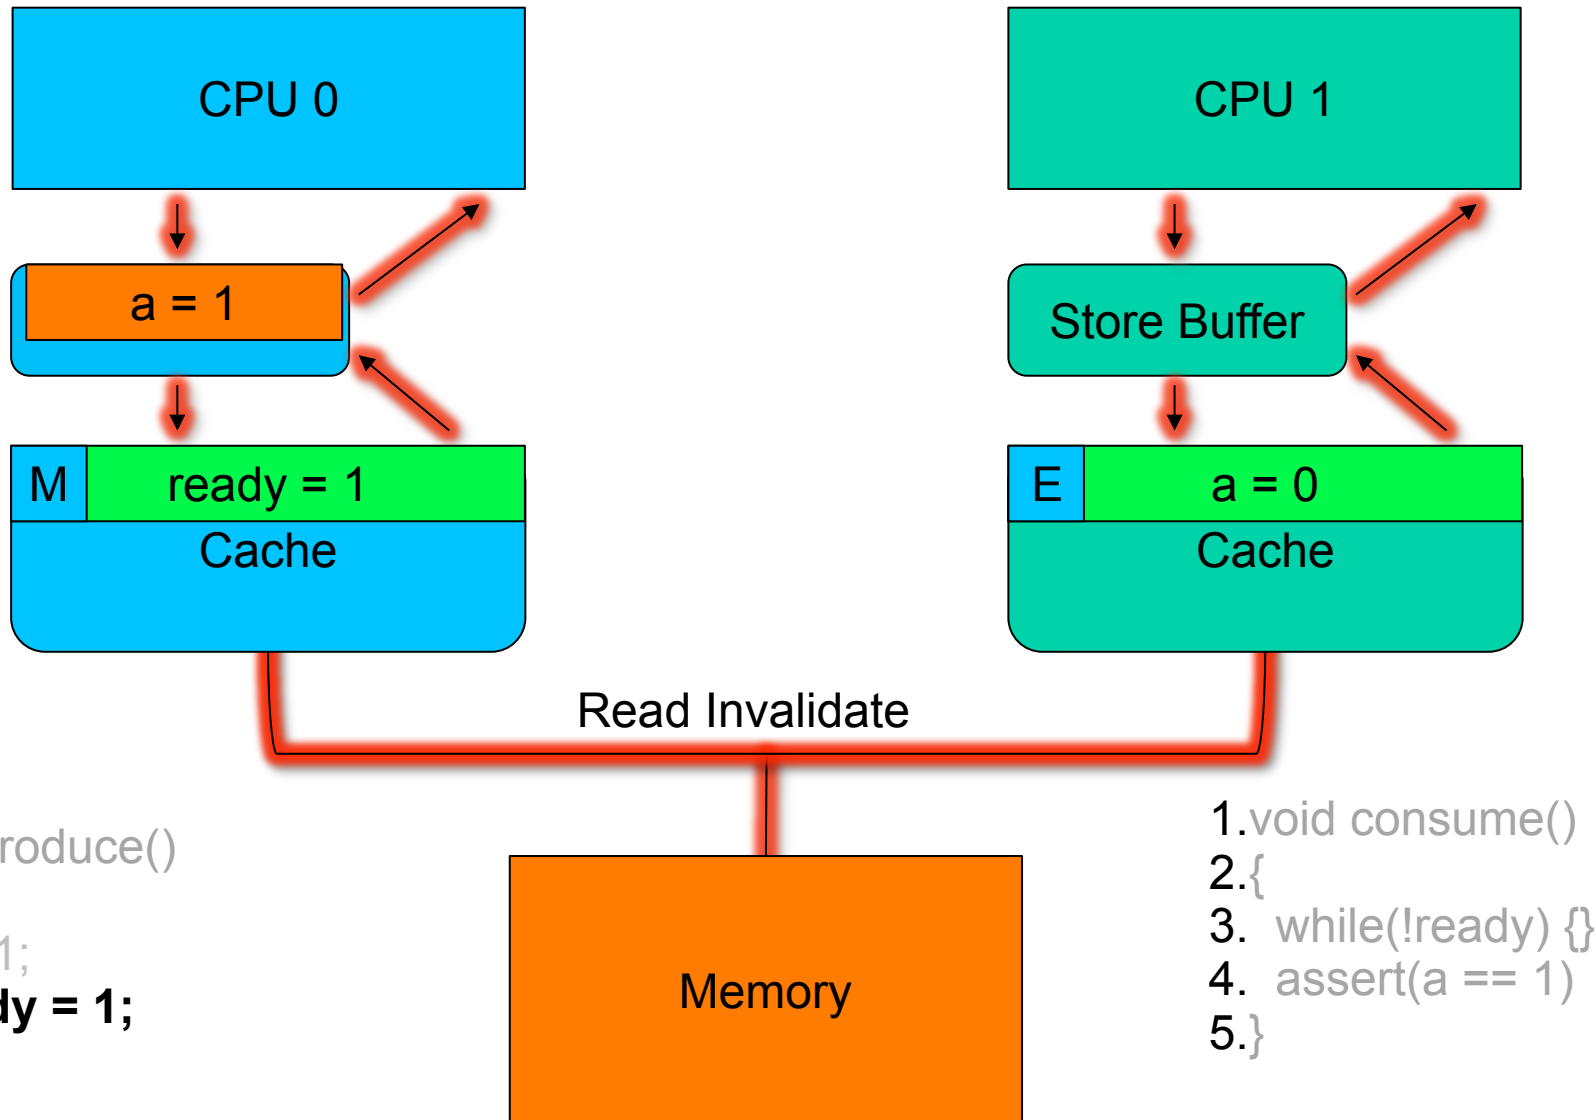 CPU 0
CPU 1
a = 1
Store Buffer
M
ready = 1
Cache
E
a = 0
Cache
Read Invalidate
roduce()
1;
dy = 1;
Memory
1.void consume()
2.{
3. while(!ready) {}
4. assert(a == 1)
5.}